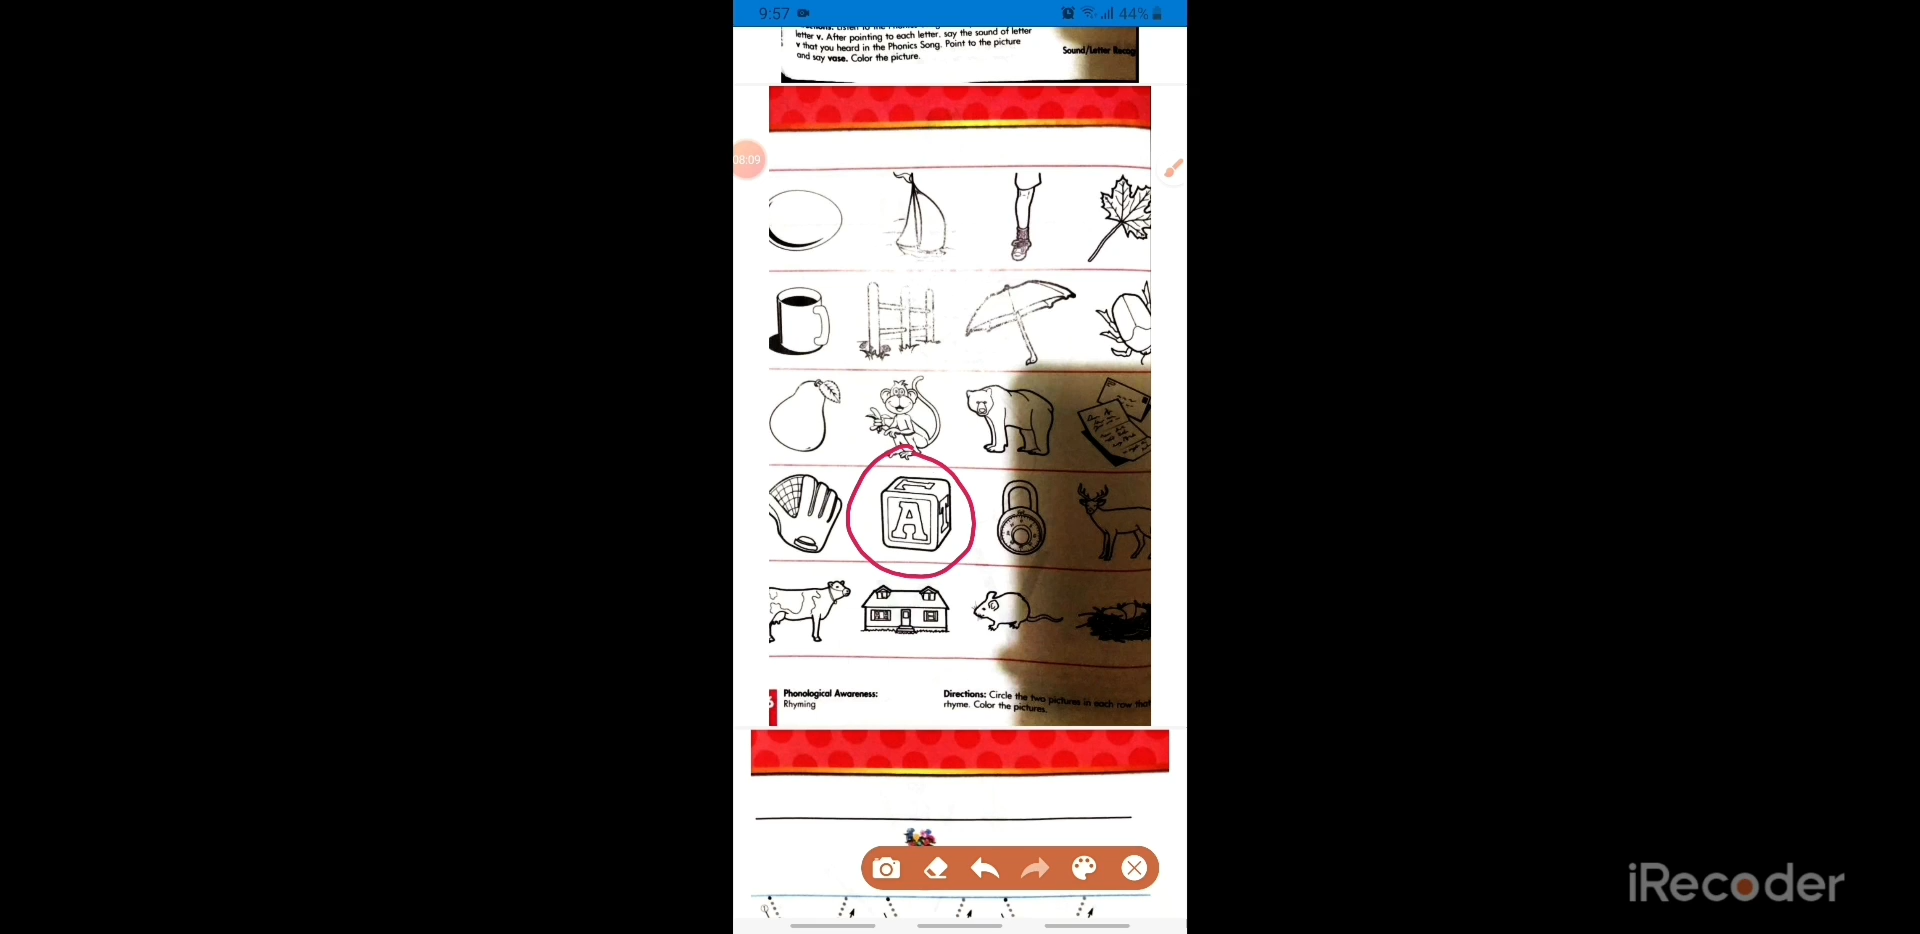 9:57
44%
letter v. After pointing to each letter, say the sound of letter
v that you heard in the Phonics Song. Point to the picture
and say vase. Color the picture.
Sound/Letter Recog
08:09
A
Phonological Awareness:
Rhyming
Directions: Circle the two pictures in each row that
rhyme. Color the pictures.
iRecoder